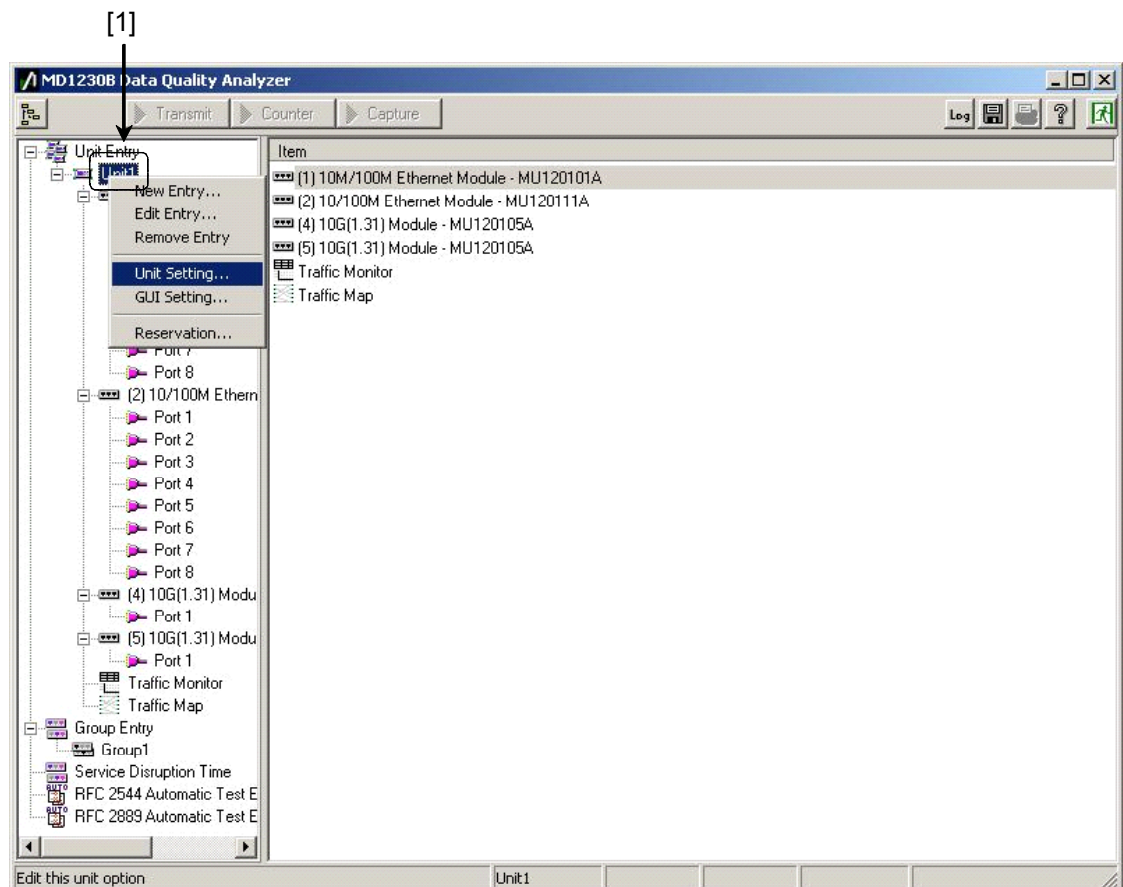 [1]
MD1230B Data Quality Analyzer
Transmit
Counter
Capture
Log
Unit Entry
Unit1
New Entry...
Edit Entry...
Remove Entry
Unit Setting...
GUI Setting...
Reservation...
Port 7
Port 8
(2) 10/100M Ethern
Port 1
Port 2
Port 3
Port 4
Port 5
Port 6
Port 7
Port 8
(4) 10G(1.31) Modu
Port 1
(5) 10G(1.31) Modu
Port 1
Traffic Monitor
Traffic Map
Group Entry
Group1
Service Disruption Time
AUTO RFC 2544 Automatic Test E
AUTO RFC 2889 Automatic Test E
Item
(1) 10M/100M Ethernet Module - MU120101A
(2) 10/100M Ethernet Module - MU120111A
(4) 10G(1.31) Module - MU120105A
(5) 10G(1.31) Module - MU120105A
Traffic Monitor
Traffic Map
Edit this unit option
Unit1